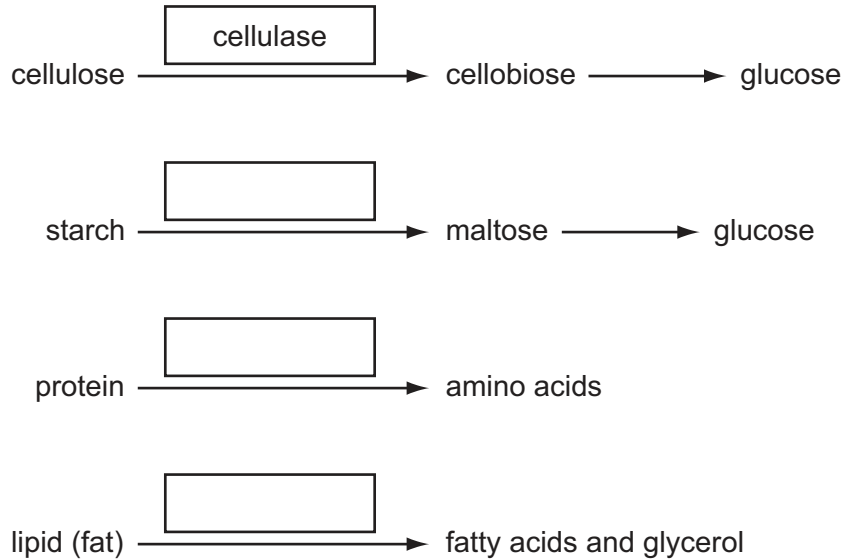 cellulase
cellulose cellobiose glucose
starch maltose glucose
protein amino acids
lipid (fat) fatty acids and glycerol